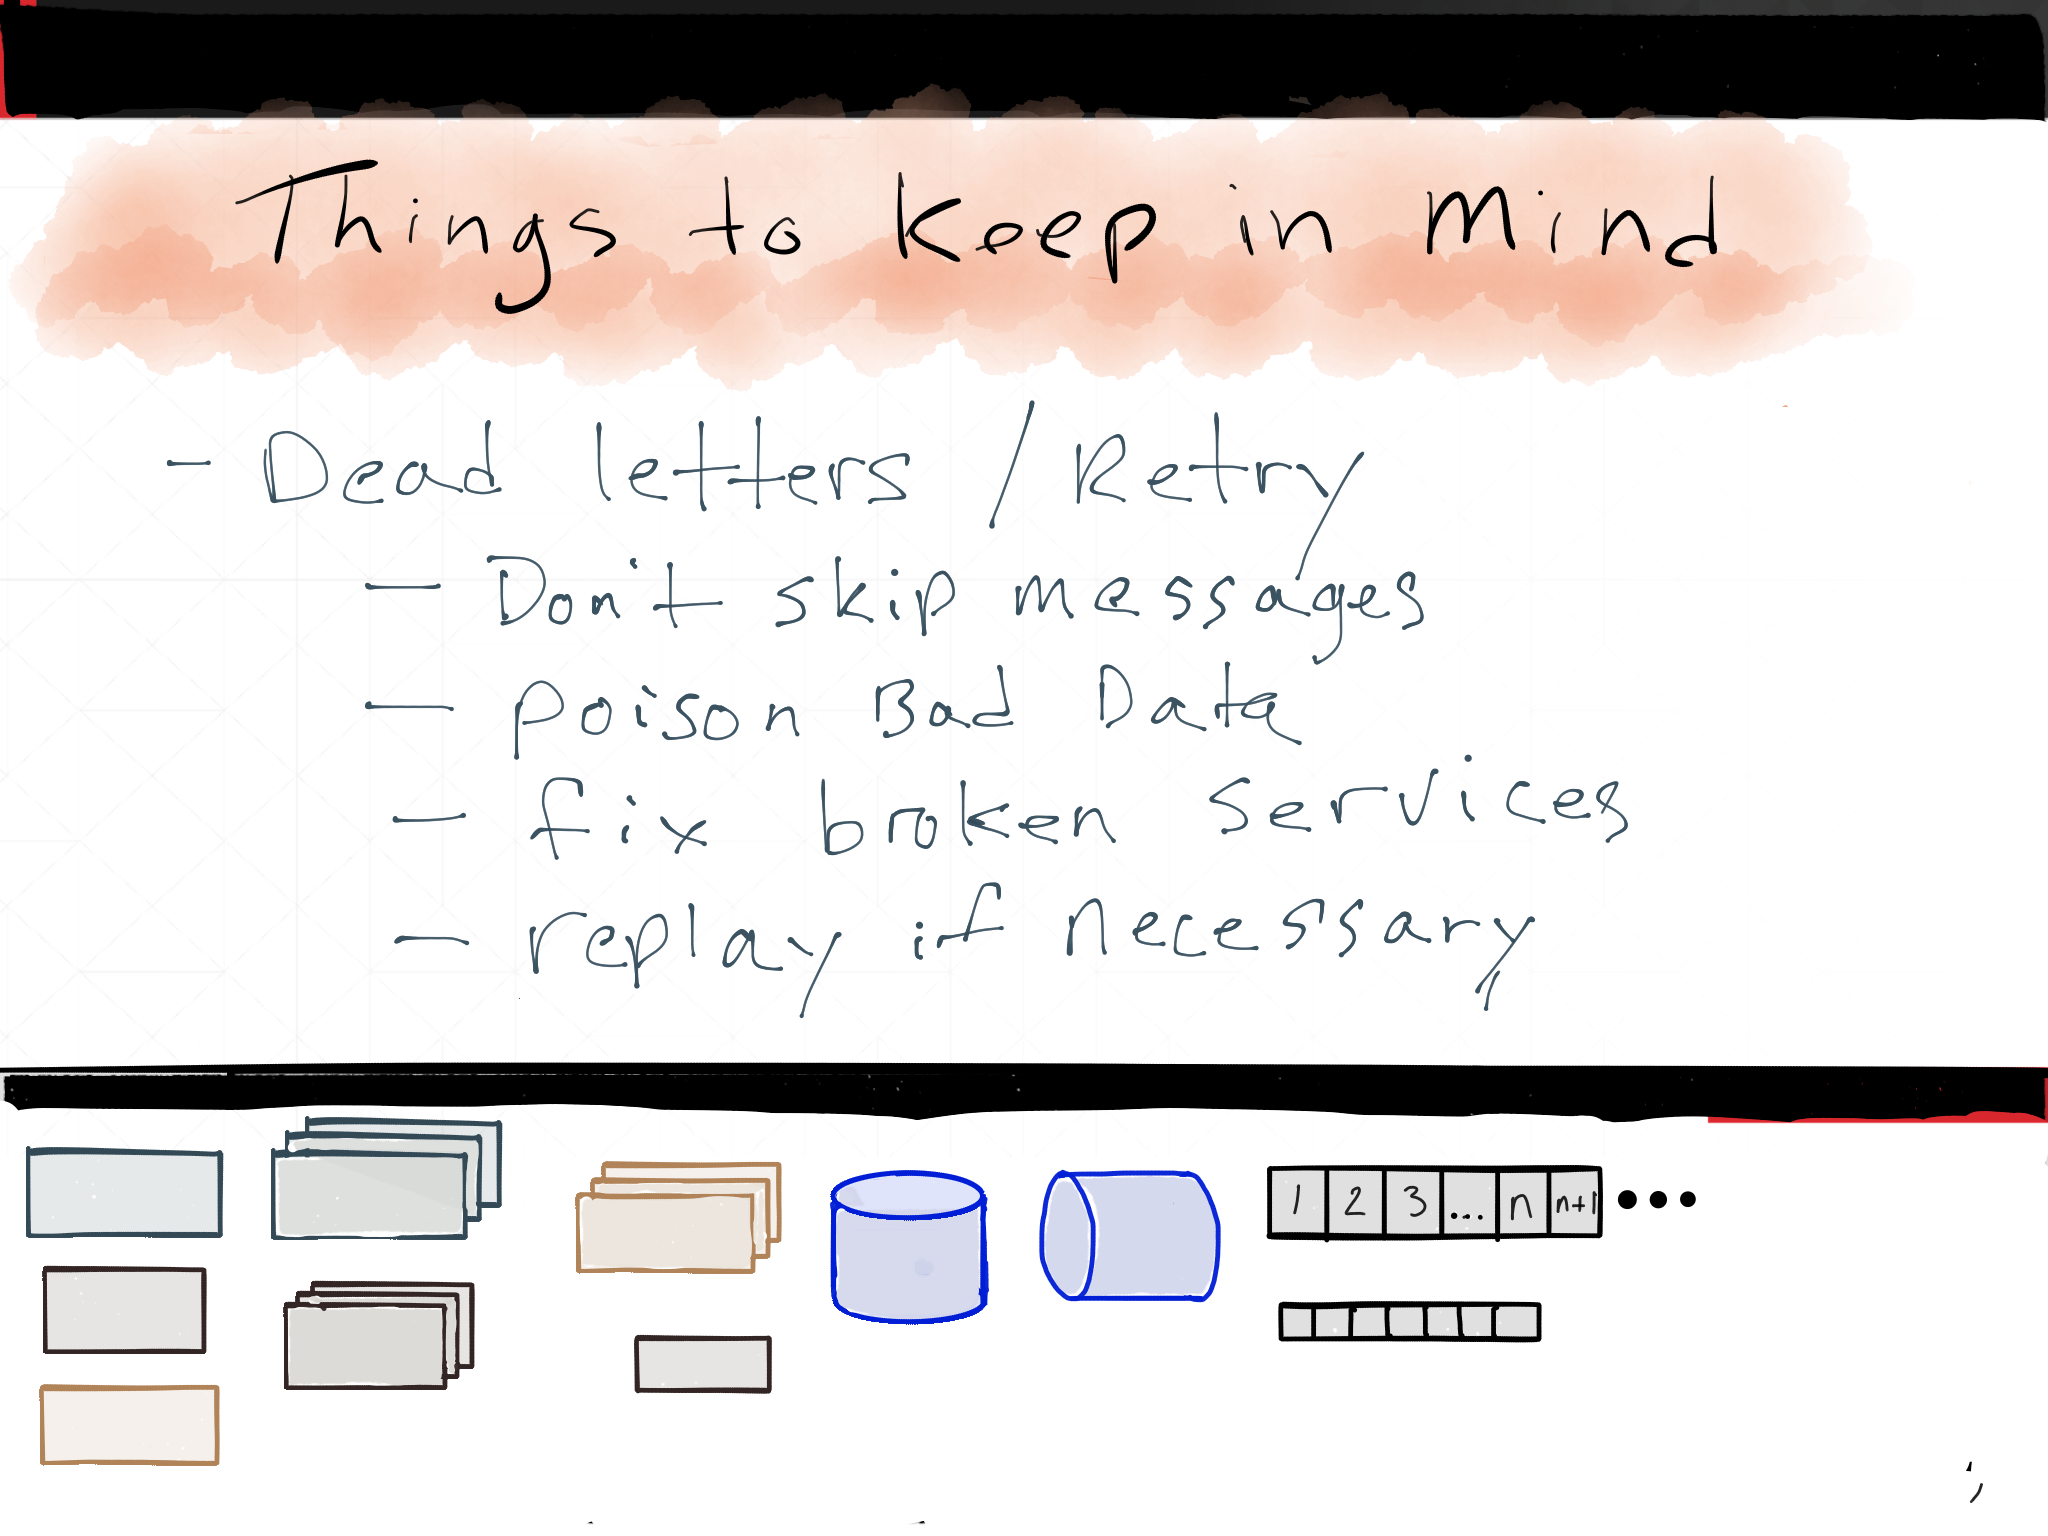 Things to Keep in Mind
- Dead letters / Retry
- Don't skip messages
- poison Bad Data
- fix broken services
- replay if necessary
1 2 3 ... n n+1 •••